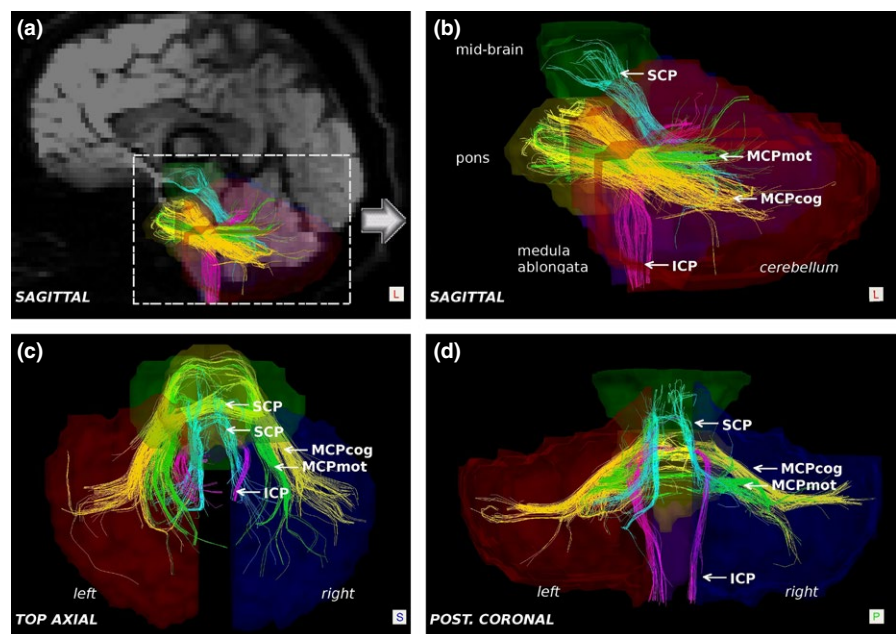 (a)
SAGITTAL
L
(b)
mid-brain
SCP
pons
MCPmot
MCPcog
medula
ablongata
ICP
cerebellum
SAGITTAL
L
(c)
SCP
SCP
MCPcog
MCPmot
ICP
left
right
TOP AXIAL
S
(d)
SCP
MCPcog
MCPmot
ICP
left
right
POST. CORONAL
P